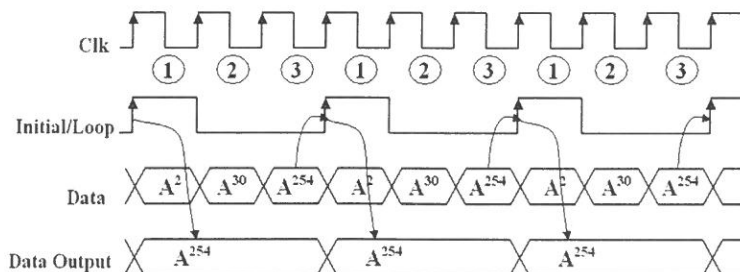 Clk
1 2 3 1 2 3 1 2 3
Initial/Loop
Data A² A³⁰ A²⁵⁴ A² A³⁰ A²⁵⁴ A² A³⁰ A²⁵⁴
Data Output A²⁵⁴ A²⁵⁴ A²⁵⁴